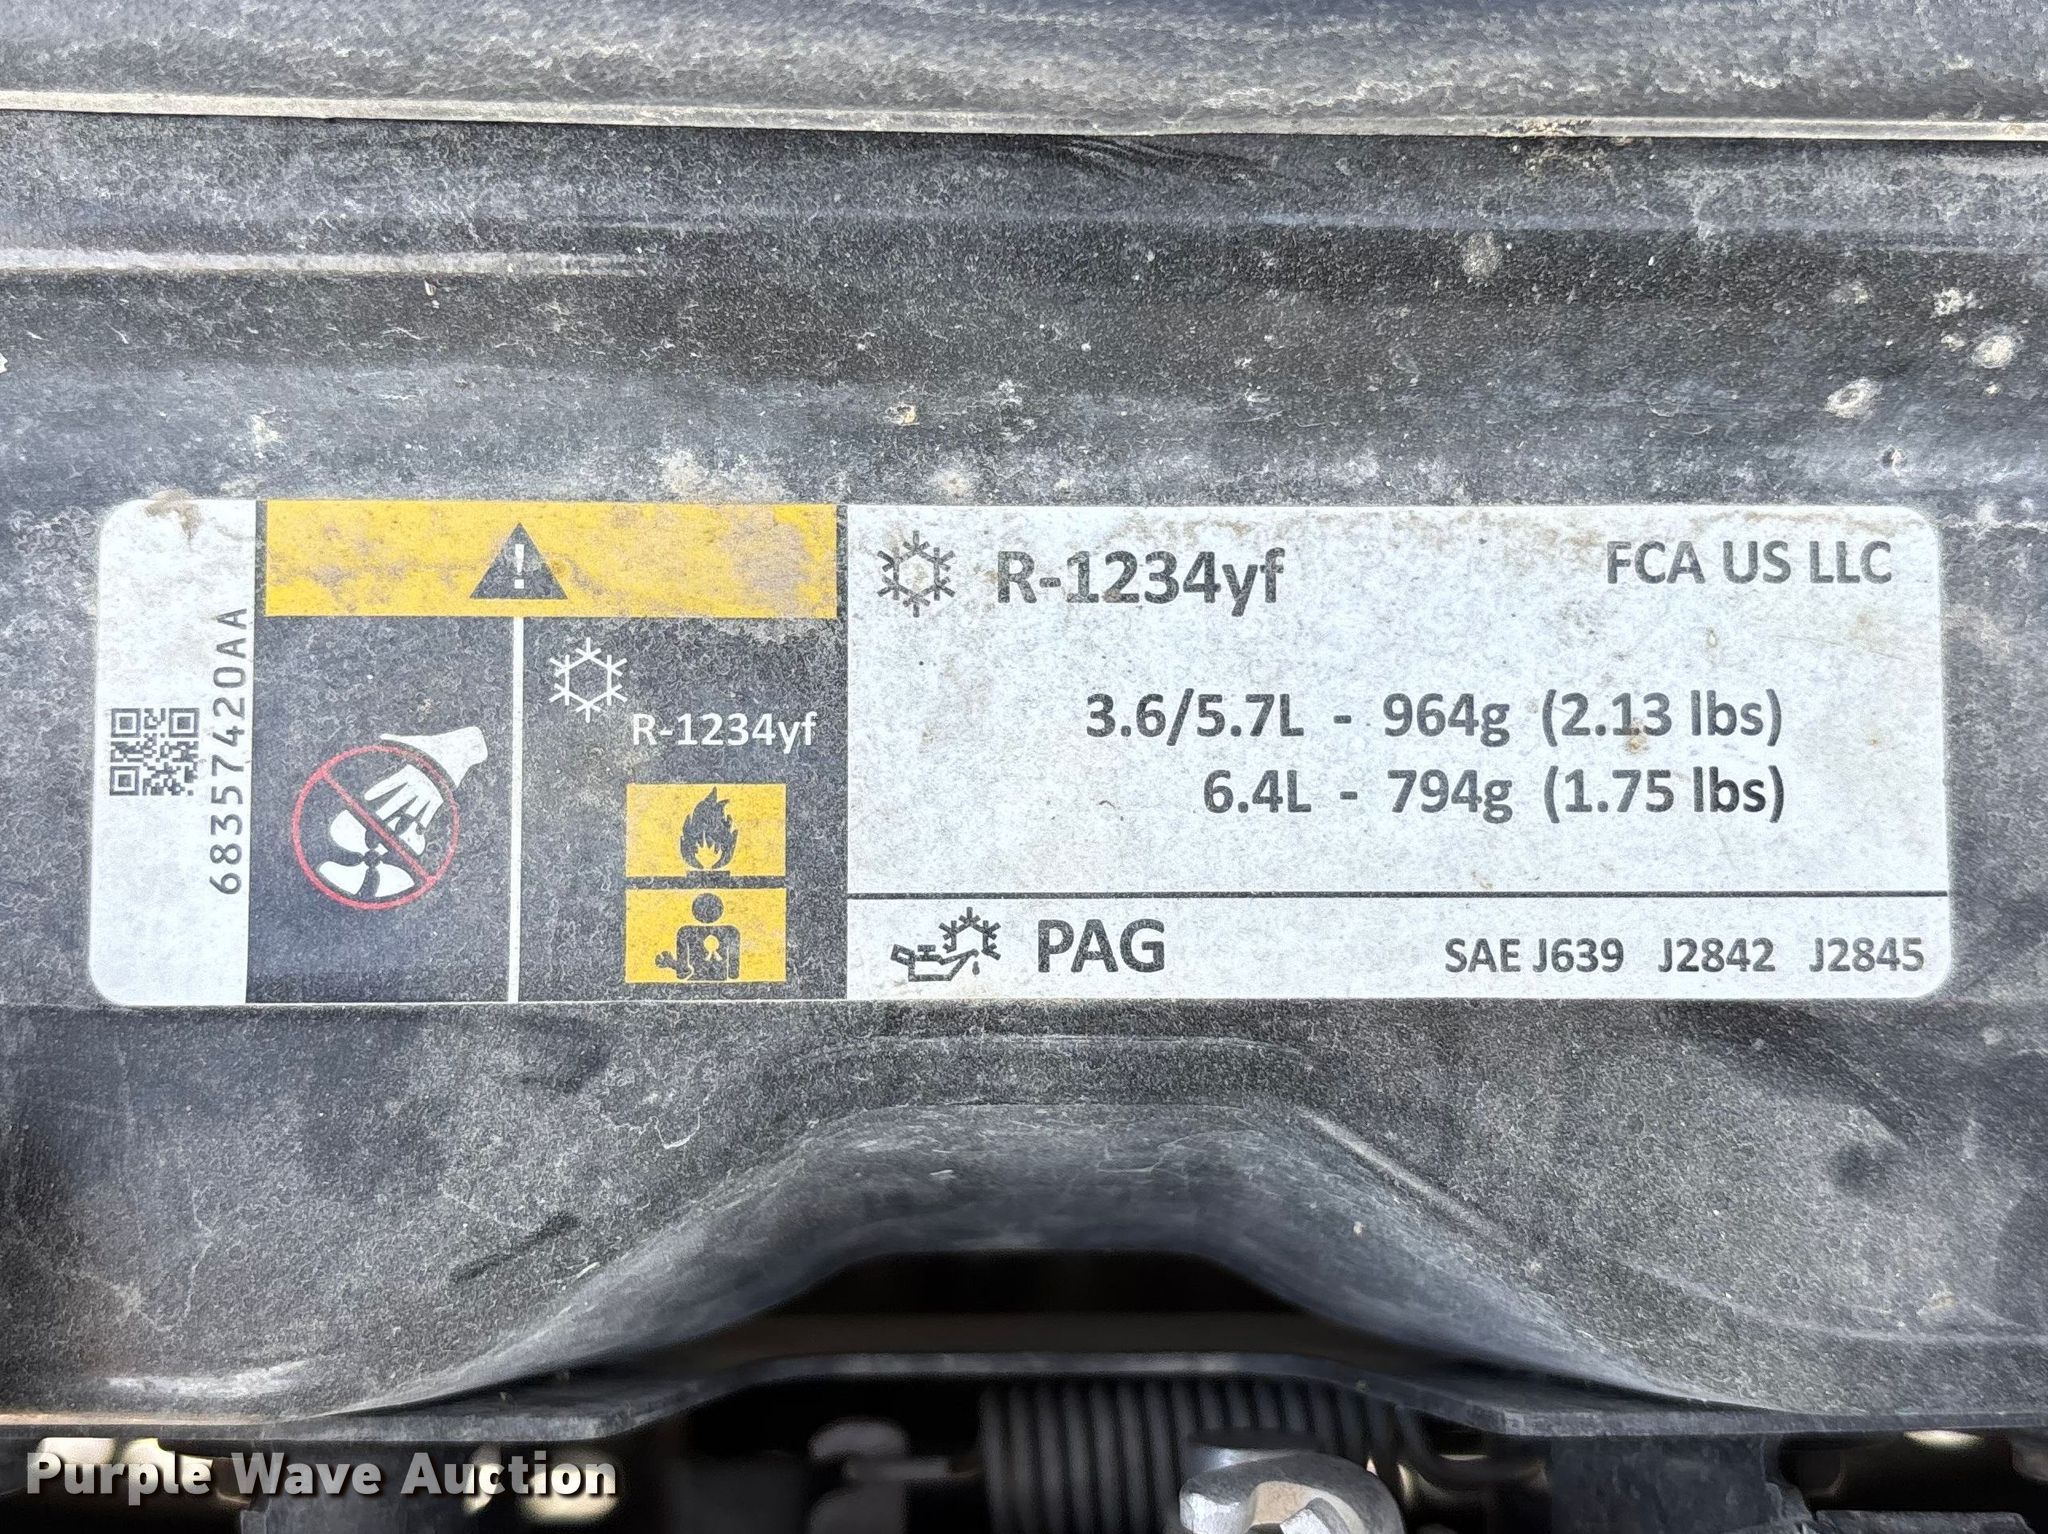 68357420AA
!
R-1234yf
R-1234yf
FCA US LLC
3.6/5.7L - 964g (2.13 lbs)
6.4L - 794g (1.75 lbs)
PAG
SAE J639 J2842 J2845
Purple Wave Auction